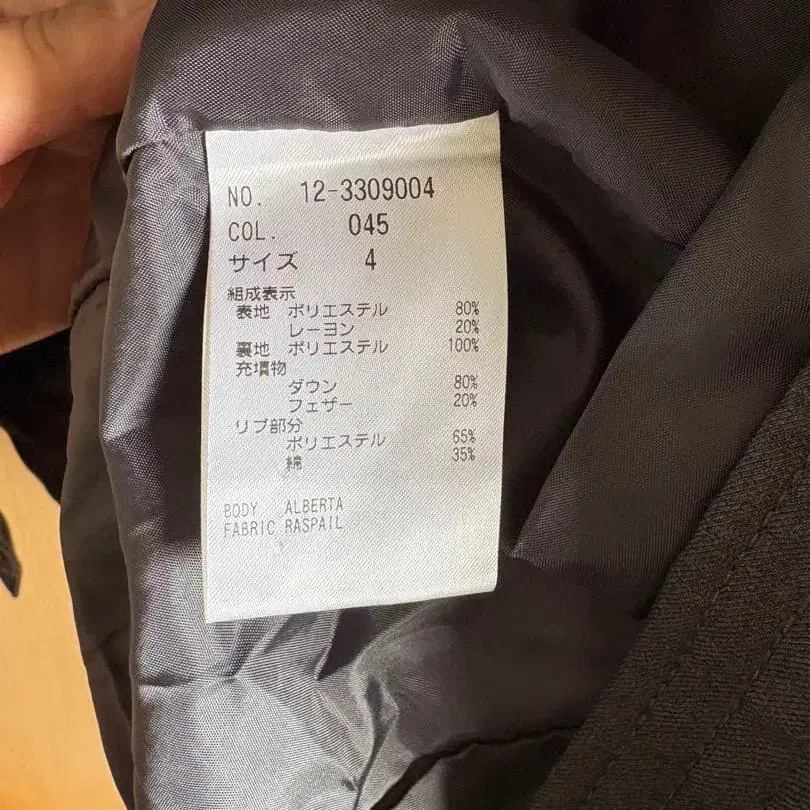 NO. 12-3309004
COL. 045
サイズ 4
組成表示
表地 ポリエステル 80%
レーヨン 20%
裏地 ポリエステル 100%
充填物
ダウン 80%
フェザー 20%
リブ部分
ポリエステル 65%
綿 35%
BODY ALBERTA
FABRIC RASPAIL